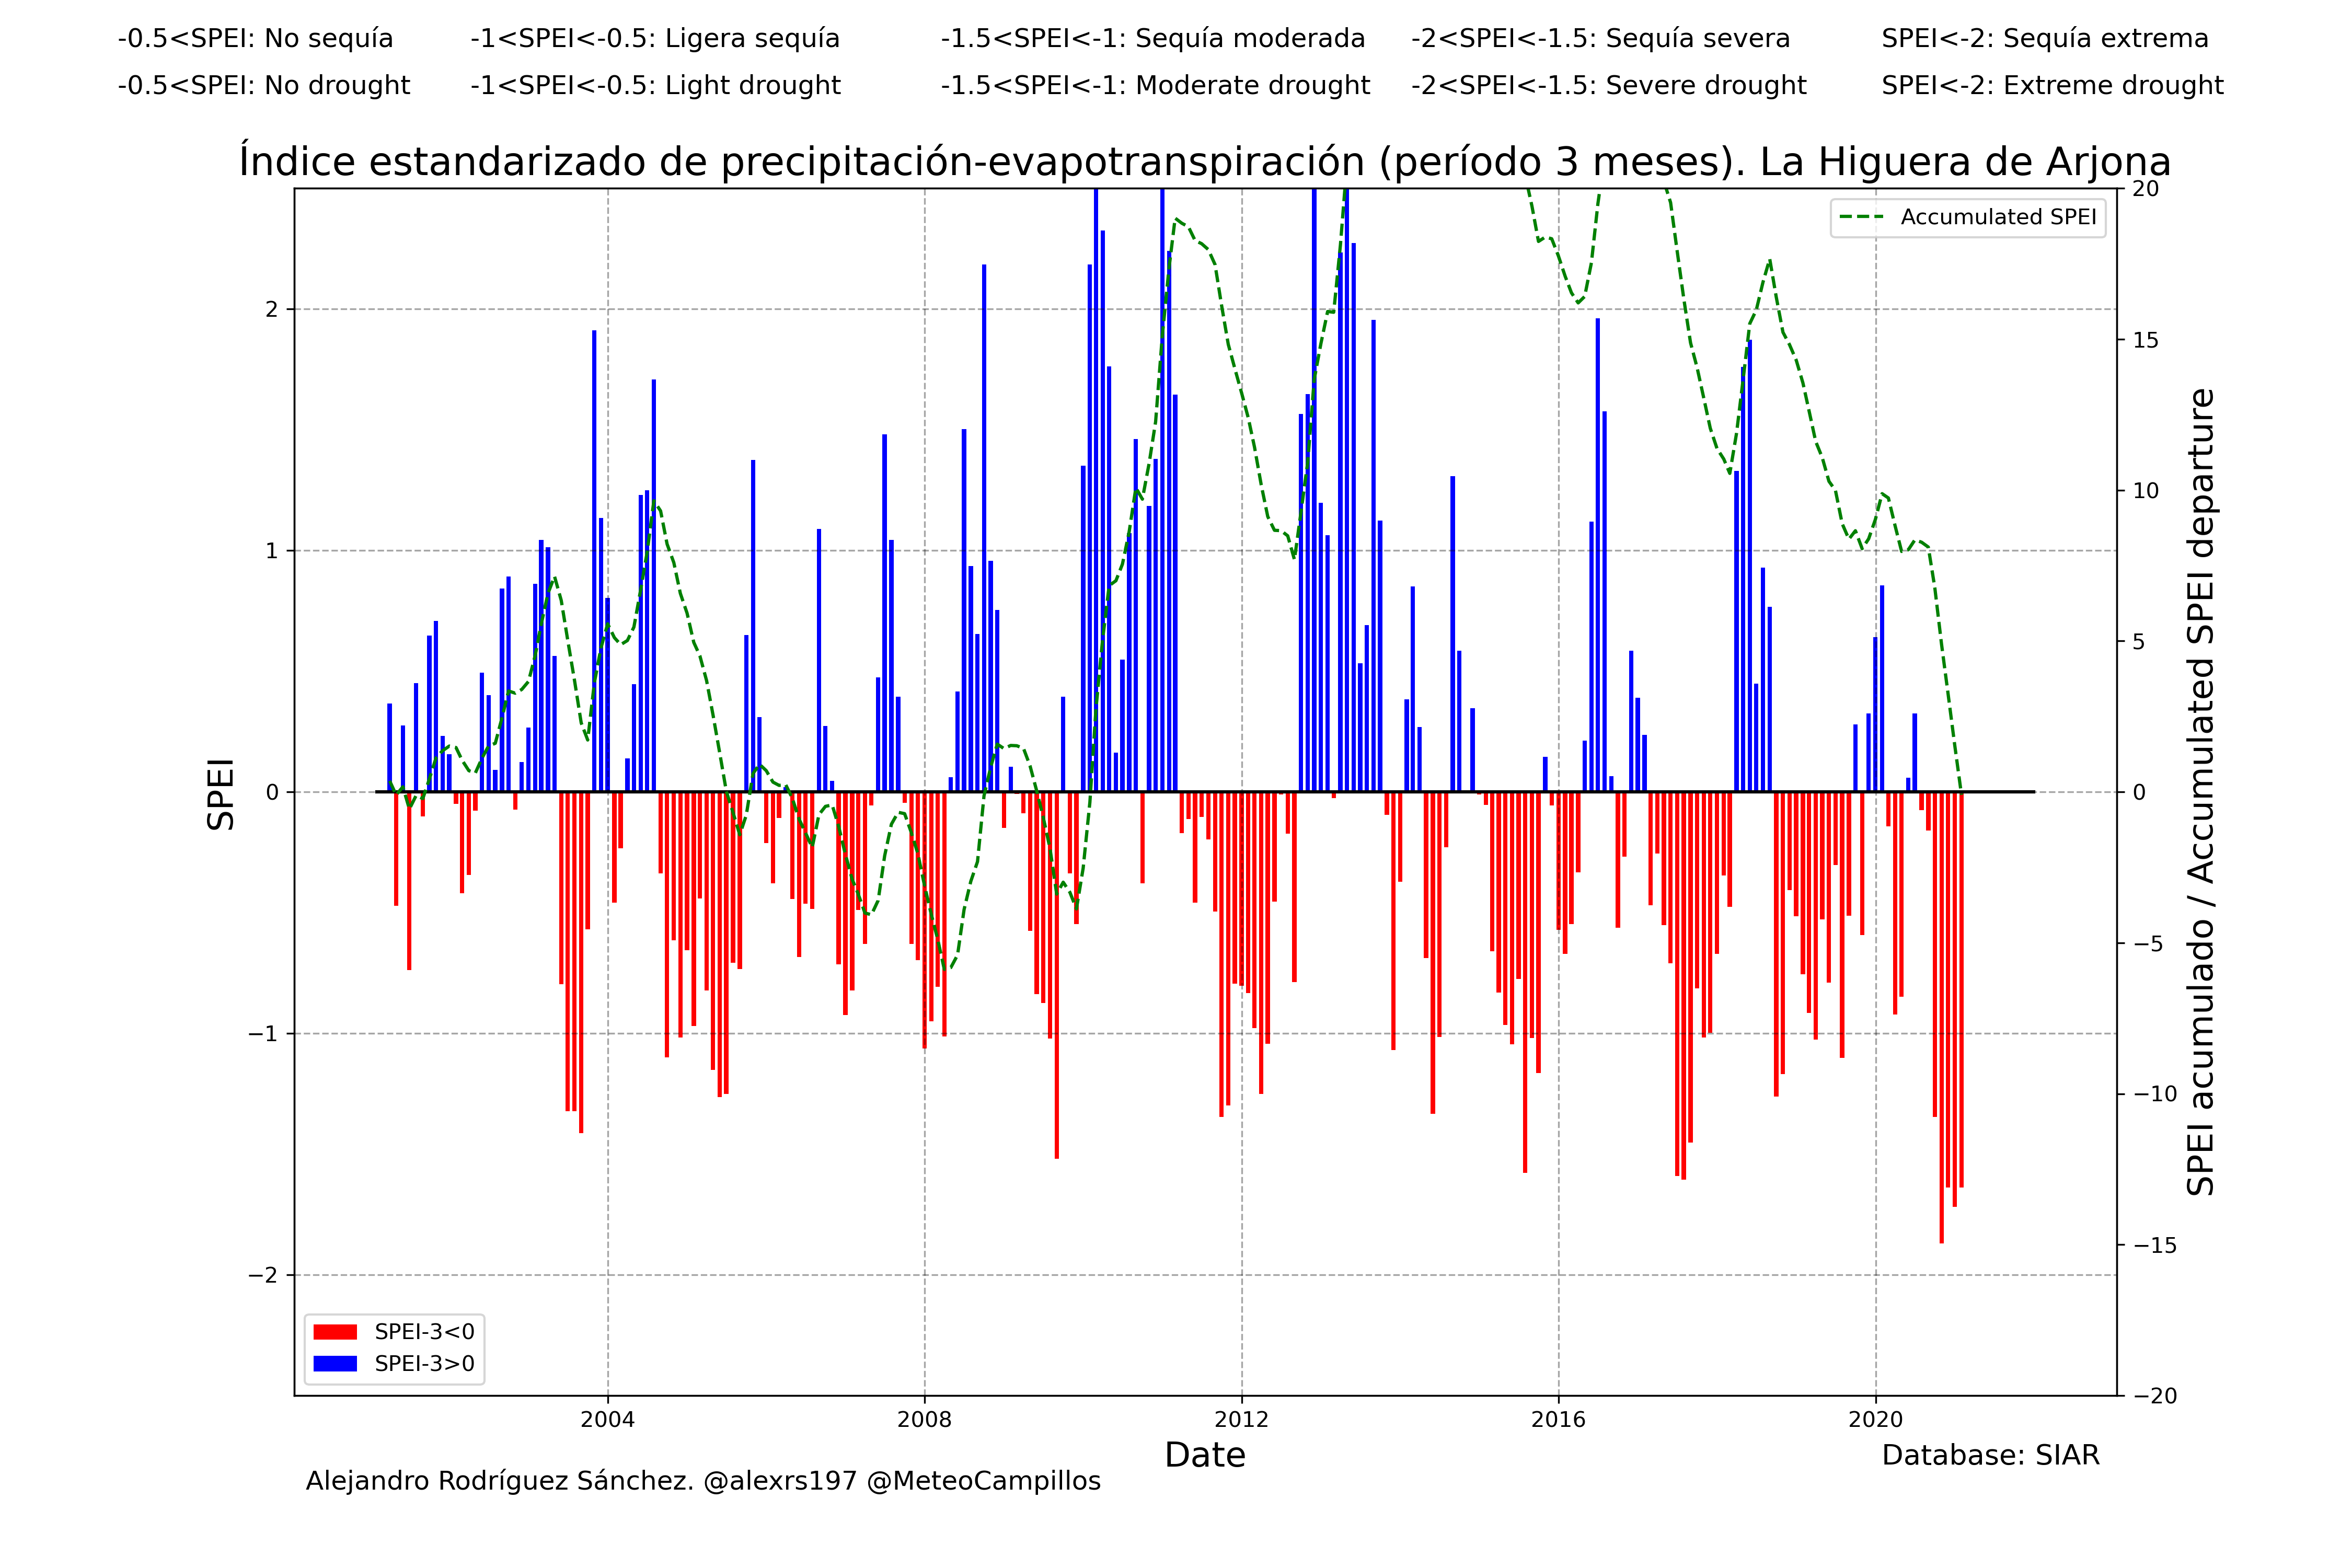 -0.5<SPEI: No sequía -1<SPEI<-0.5: Ligera sequía -1.5<SPEI<-1: Sequía moderada -2<SPEI<-1.5: Sequía severa SPEI<-2: Sequía extrema
-0.5<SPEI: No drought -1<SPEI<-0.5: Light drought -1.5<SPEI<-1: Moderate drought -2<SPEI<-1.5: Severe drought SPEI<-2: Extreme drought
Índice estandarizado de precipitación-evapotranspiración (período 3 meses). La Higuera de Arjona
Accumulated SPEI
SPEI
2
1
0
−1
−2
20
15
10
5
0
−5
−10
−15
−20
SPEI acumulado / Accumulated SPEI departure
SPEI-3<0
SPEI-3>0
2004 2008 2012 2016 2020
Date
Database: SIAR
Alejandro Rodríguez Sánchez. @alexrs197 @MeteoCampillos